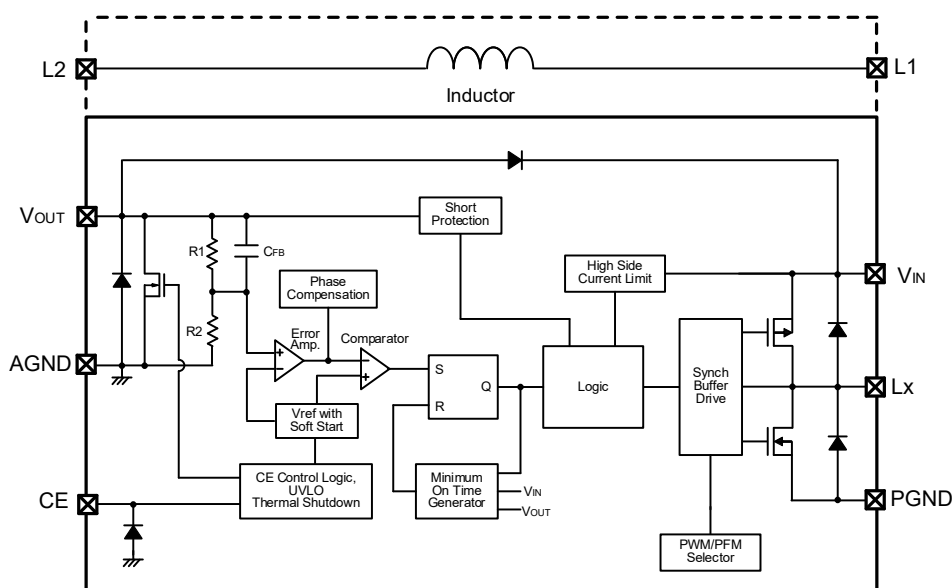 L2
L1
Inductor
VOUT
Short
Protection
R1
CFB
High Side
Current Limit
VIN
Phase
Compensation
R2
Error
Amp.
Comparator
AGND
+
−
−
+
S
Q
R
Logic
Synch
Buffer
Drive
Lx
Vref with
Soft Start
CE Control Logic,
UVLO
Thermal Shutdown
Minimum
On Time
Generator
VIN
VOUT
CE
PGND
PWM/PFM
Selector